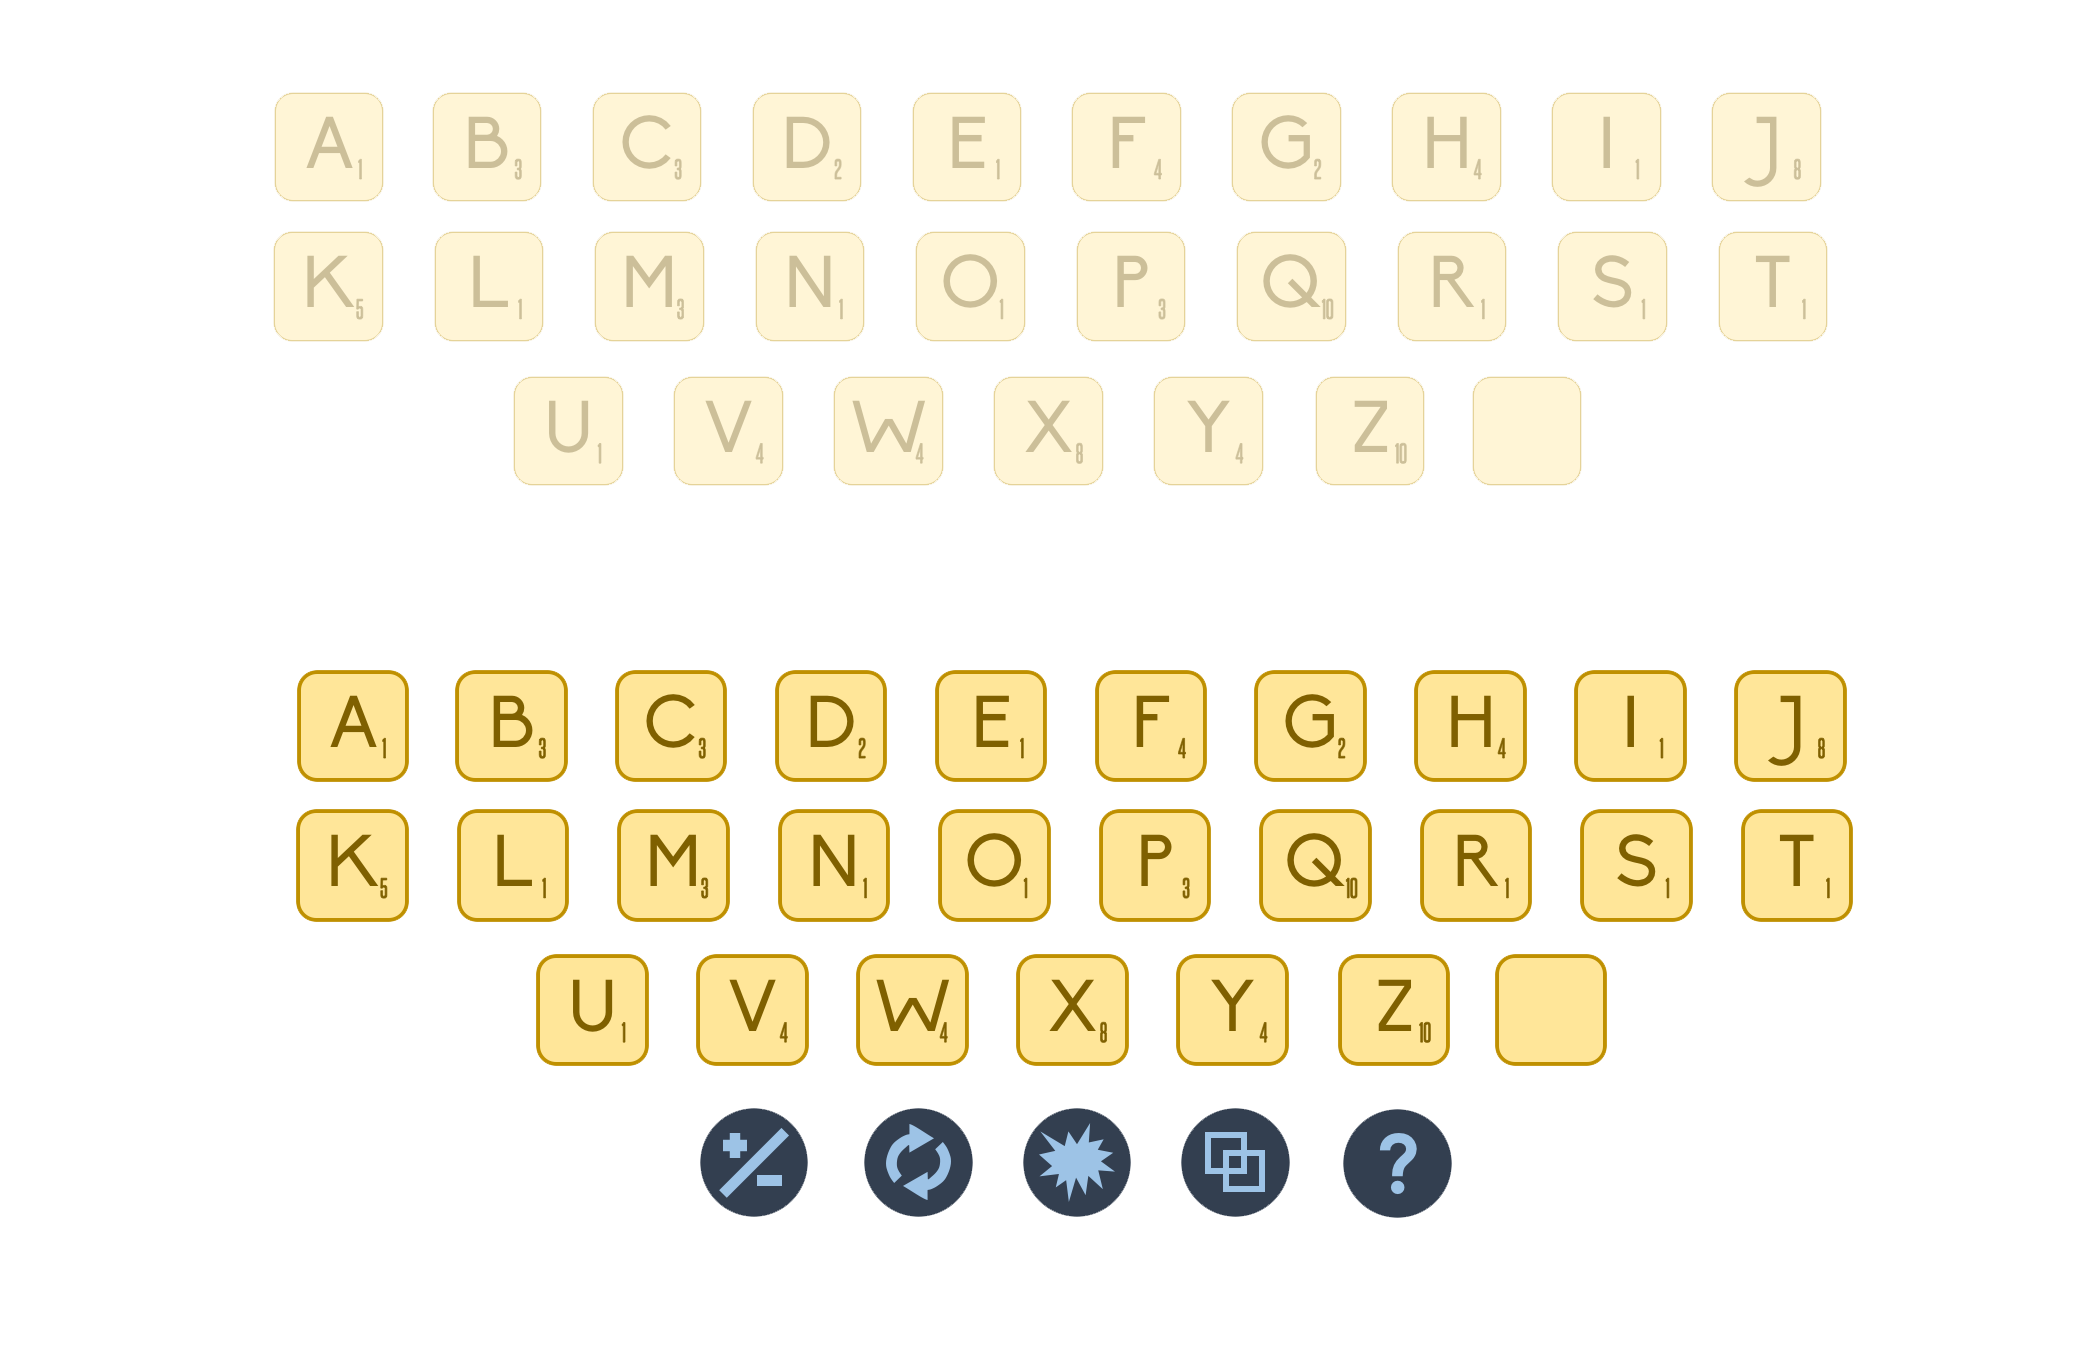 A1 B3 C3 D2 E1 F4 G2 H4 I1 J8
K5 L1 M3 N1 O1 P3 Q10 R1 S1 T1
U1 V4 W4 X8 Y4 Z10
A1 B3 C3 D2 E1 F4 G2 H4 I1 J8
K5 L1 M3 N1 O1 P3 Q10 R1 S1 T1
U1 V4 W4 X8 Y4 Z10
?